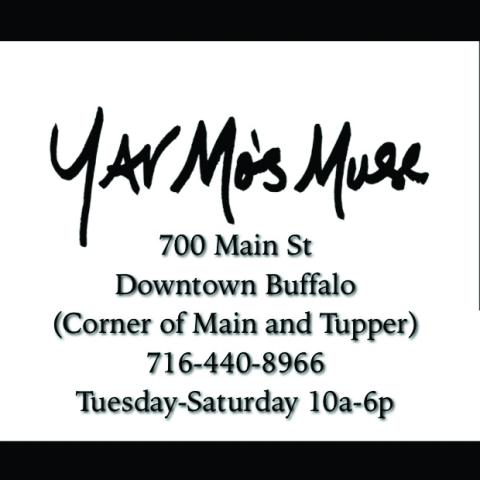 Yar Mo's Muse
700 Main St
Downtown Buffalo
(Corner of Main and Tupper)
716-440-8966
Tuesday-Saturday 10a-6p